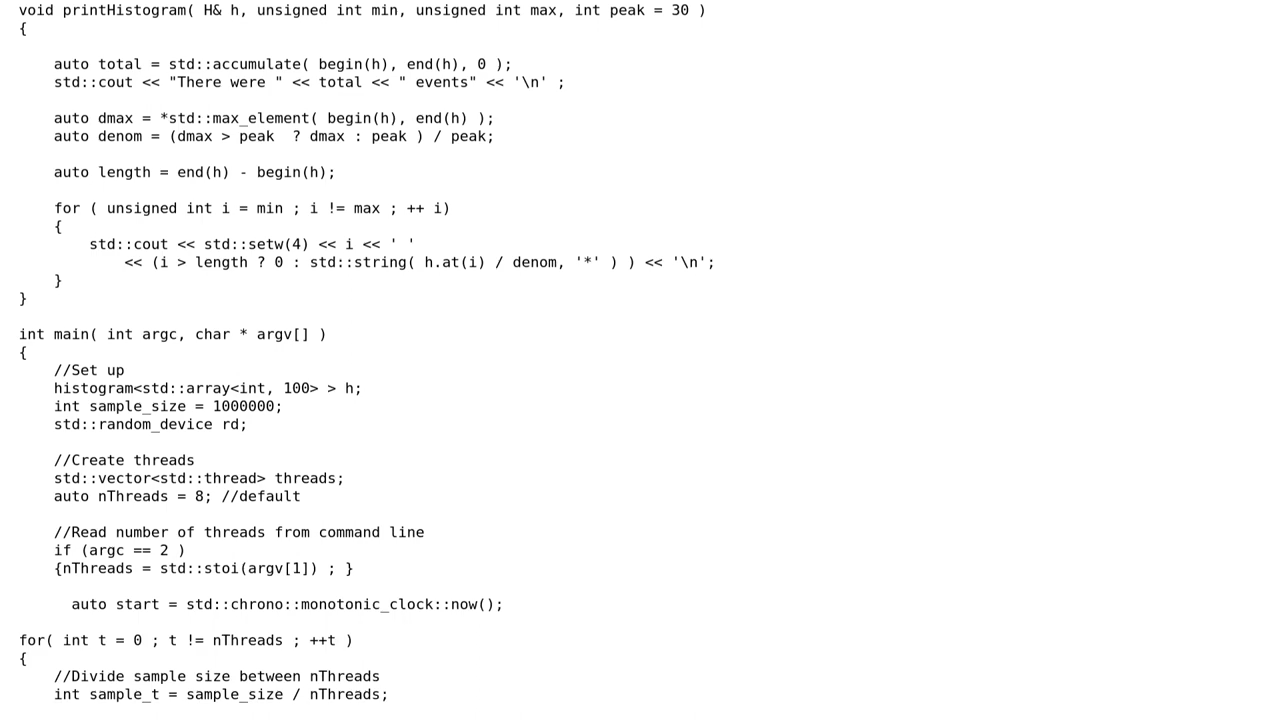 void printHistogram( H& h, unsigned int min, unsigned int max, int peak = 30 )
{
auto total = std::accumulate( begin(h), end(h), 0 );
std::cout << "There were " << total << " events" << '\n' ;
auto dmax = *std::max_element( begin(h), end(h) );
auto denom = (dmax > peak  ? dmax : peak ) / peak;
auto length = end(h) - begin(h);
for ( unsigned int i = min ; i != max ; ++ i)
{
std::cout << std::setw(4) << i << ' '
<< (i > length ? 0 : std::string( h.at(i) / denom, '*' ) ) << '\n';
}
}
int main( int argc, char * argv[] )
{
//Set up
histogram<std::array<int, 100> > h;
int sample_size = 1000000;
std::random_device rd;
//Create threads
std::vector<std::thread> threads;
auto nThreads = 8; //default
//Read number of threads from command line
if (argc == 2 )
{nThreads = std::stoi(argv[1]) ; }
auto start = std::chrono::monotonic_clock::now();
for( int t = 0 ; t != nThreads ; ++t )
{
//Divide sample size between nThreads
int sample_t = sample_size / nThreads;